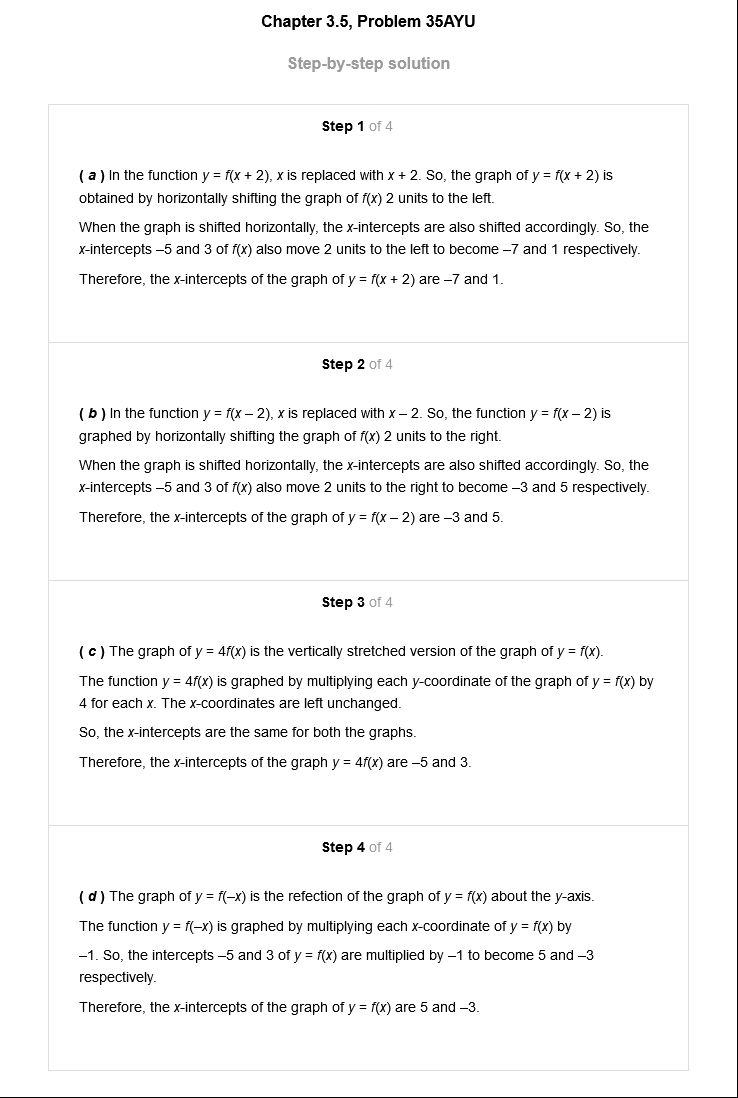 Chapter 3.5, Problem 35AYU
Step-by-step solution
Step 1 of 4
( a ) In the function y = f(x + 2), x is replaced with x + 2. So, the graph of y = f(x + 2) is
obtained by horizontally shifting the graph of f(x) 2 units to the left.
When the graph is shifted horizontally, the x-intercepts are also shifted accordingly. So, the
x-intercepts –5 and 3 of f(x) also move 2 units to the left to become –7 and 1 respectively.
Therefore, the x-intercepts of the graph of y = f(x + 2) are –7 and 1.
Step 2 of 4
( b ) In the function y = f(x – 2), x is replaced with x – 2. So, the function y = f(x – 2) is
graphed by horizontally shifting the graph of f(x) 2 units to the right.
When the graph is shifted horizontally, the x-intercepts are also shifted accordingly. So, the
x-intercepts –5 and 3 of f(x) also move 2 units to the right to become –3 and 5 respectively.
Therefore, the x-intercepts of the graph of y = f(x – 2) are –3 and 5.
Step 3 of 4
( c ) The graph of y = 4f(x) is the vertically stretched version of the graph of y = f(x).
The function y = 4f(x) is graphed by multiplying each y-coordinate of the graph of y = f(x) by
4 for each x. The x-coordinates are left unchanged.
So, the x-intercepts are the same for both the graphs.
Therefore, the x-intercepts of the graph y = 4f(x) are –5 and 3.
Step 4 of 4
( d ) The graph of y = f(–x) is the refection of the graph of y = f(x) about the y-axis.
The function y = f(–x) is graphed by multiplying each x-coordinate of y = f(x) by
–1. So, the intercepts –5 and 3 of y = f(x) are multiplied by –1 to become 5 and –3
respectively.
Therefore, the x-intercepts of the graph of y = f(x) are 5 and –3.